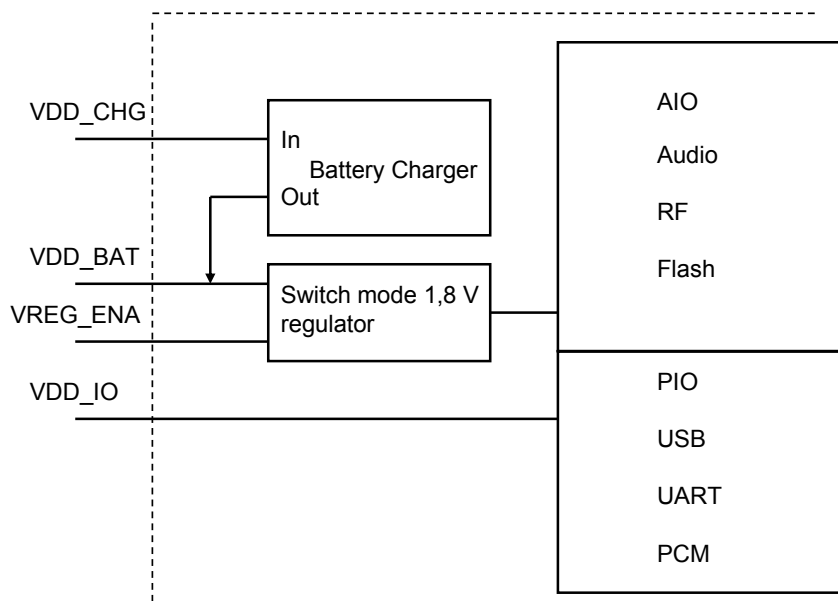 VDD_CHG
In
Battery Charger
Out
VDD_BAT
VREG_ENA
Switch mode 1,8 V
regulator
VDD_IO
AIO
Audio
RF
Flash
PIO
USB
UART
PCM